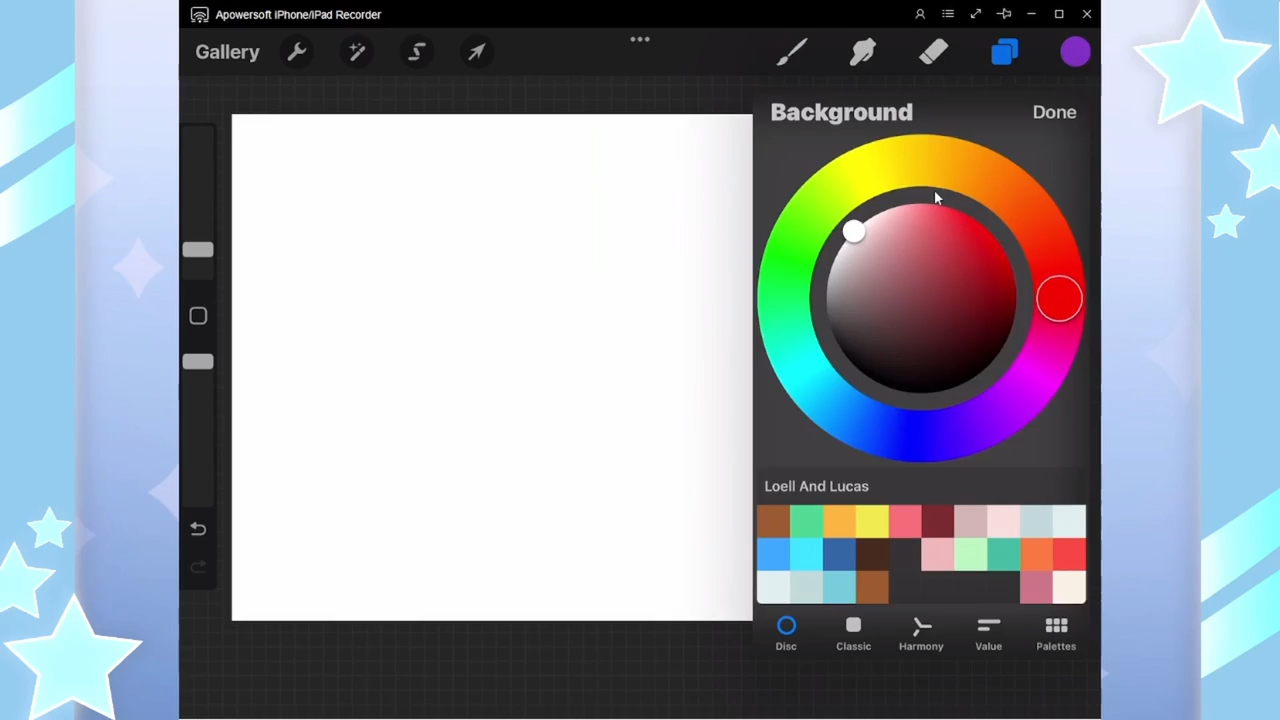 Apowersoft iPhone/iPad Recorder
Gallery
Background
Done
Loell And Lucas
Disc
Classic
Harmony
Value
Palettes